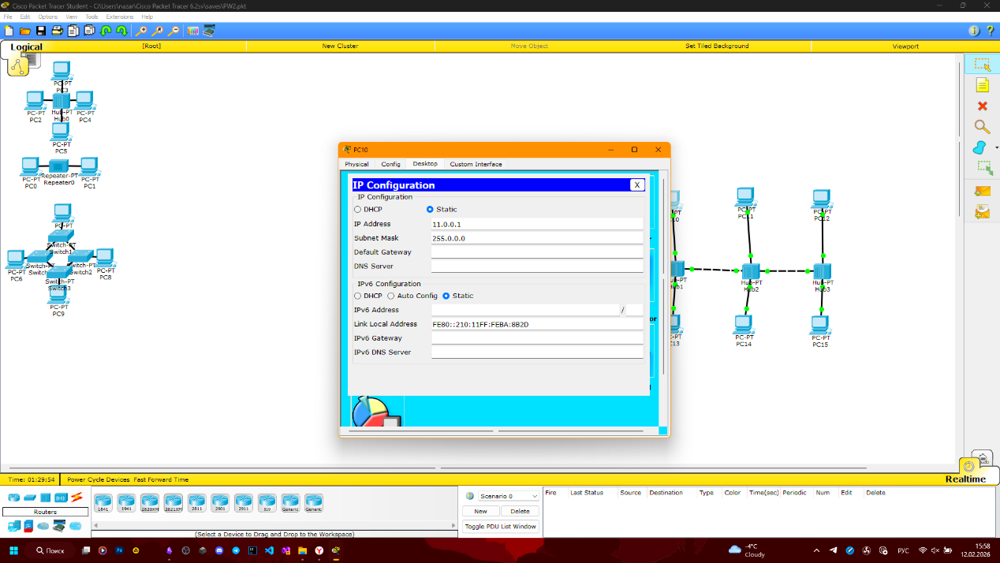 Cisco Packet Tracer Student - C:\Users\nazar\Cisco Packet Tracer 6.2sv\saves\PW2.pkt
File Edit Options View Tools Extensions Help
Logical [Root] New Cluster Move Object Set Tiled Background Viewport
PC-PT
PC3
PC-PT
PC2
Hub-PT
Hub0
PC-PT
PC4
PC-PT
PC5
PC-PT
PC0
Repeater-PT
Repeater0
PC-PT
PC1
PC-PT
Switch-PT
Switch1
PC-PT
PC6
Switch-PT
Switch-PT
Switch2
PC-PT
PC8
Switch-PT
Switch3
PC-PT
PC9
PC10
Physical Config Desktop Custom Interface
IP Configuration X
IP Configuration
DHCP Static
IP Address 11.0.0.1
Subnet Mask 255.0.0.0
Default Gateway
DNS Server
IPv6 Configuration
DHCP Auto Config Static
IPv6 Address /
Link Local Address FE80::210:11FF:FEBA:8B2D
IPv6 Gateway
IPv6 DNS Server
PC-PT
PC11
PC-PT
PC12
Hub-PT
Hub2
Hub-PT
Hub3
PC-PT
PC14
PC-PT
PC15
Time: 01:29:54 Power Cycle Devices Fast Forward Time Realtime
Routers
1841 1941 2620XM 2621XM 2811 2901 2911 819 Generic Generic
(Select a Device to Drag and Drop to the Workspace)
Scenario 0
New Delete
Toggle PDU List Window
Fire Last Status Source Destination Type Color Time(sec) Periodic Num Edit Delete
Поиск
-4°C
Cloudy
РУС
15:58
12.02.2026